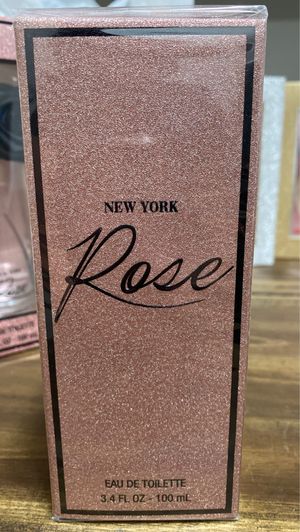 NEW YORK
Rose
EAU DE TOILETTE
3.4 FL OZ - 100 mL